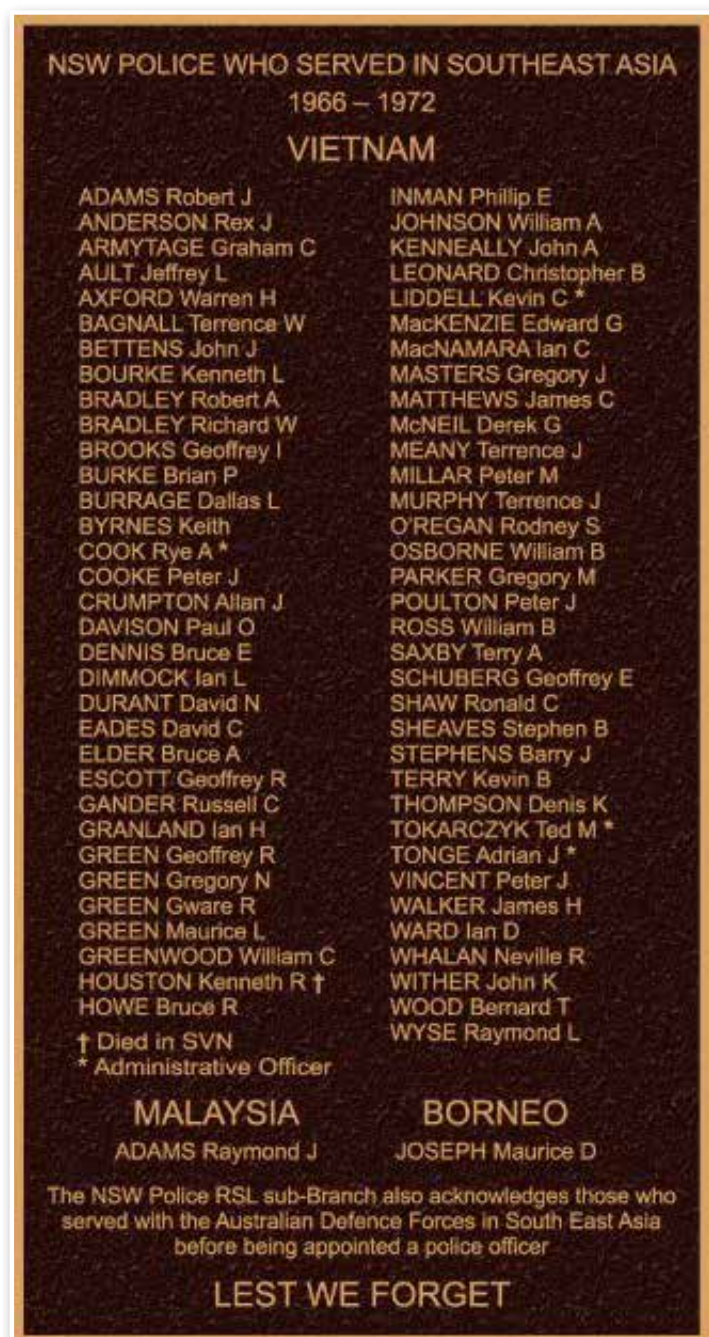 NSW POLICE WHO SERVED IN SOUTHEAST ASIA
1966 – 1972
VIETNAM
ADAMS Robert J
ANDERSON Rex J
ARMYTAGE Graham C
AULT Jeffrey L
AXFORD Warren H
BAGNALL Terrence W
BETTENS John J
BOURKE Kenneth L
BRADLEY Robert A
BRADLEY Richard W
BROOKS Geoffrey I
BURKE Brian P
BURRAGE Dallas L
BYRNES Keith
COOK Rye A *
COOKE Peter J
CRUMPTON Allan J
DAVISON Paul O
DENNIS Bruce E
DIMMOCK Ian L
DURANT David N
EADES David C
ELDER Bruce A
ESCOTT Geoffrey R
GANDER Russell C
GRANLAND Ian H
GREEN Geoffrey R
GREEN Gregory N
GREEN Gware R
GREEN Maurice L
GREENWOOD William C
HOUSTON Kenneth R †
HOWE Bruce R
† Died in SVN
* Administrative Officer
INMAN Phillip E
JOHNSON William A
KENNEALLY John A
LEONARD Christopher B
LIDDELL Kevin C *
MacKENZIE Edward G
MacNAMARA Ian C
MASTERS Gregory J
MATTHEWS James C
McNEIL Derek G
MEANY Terrence J
MILLAR Peter M
MURPHY Terrence J
O'REGAN Rodney S
OSBORNE William B
PARKER Gregory M
POULTON Peter J
ROSS William B
SAXBY Terry A
SCHUBERG Geoffrey E
SHAW Ronald C
SHEAVES Stephen B
STEPHENS Barry J
TERRY Kevin B
THOMPSON Denis K
TOKARCZYK Ted M *
TONGE Adrian J *
VINCENT Peter J
WALKER James H
WARD Ian D
WHALAN Neville R
WITHER John K
WOOD Bernard T
WYSE Raymond L
MALAYSIA
ADAMS Raymond J
BORNEO
JOSEPH Maurice D
The NSW Police RSL sub-Branch also acknowledges those who
served with the Australian Defence Forces in South East Asia
before being appointed a police officer
LEST WE FORGET